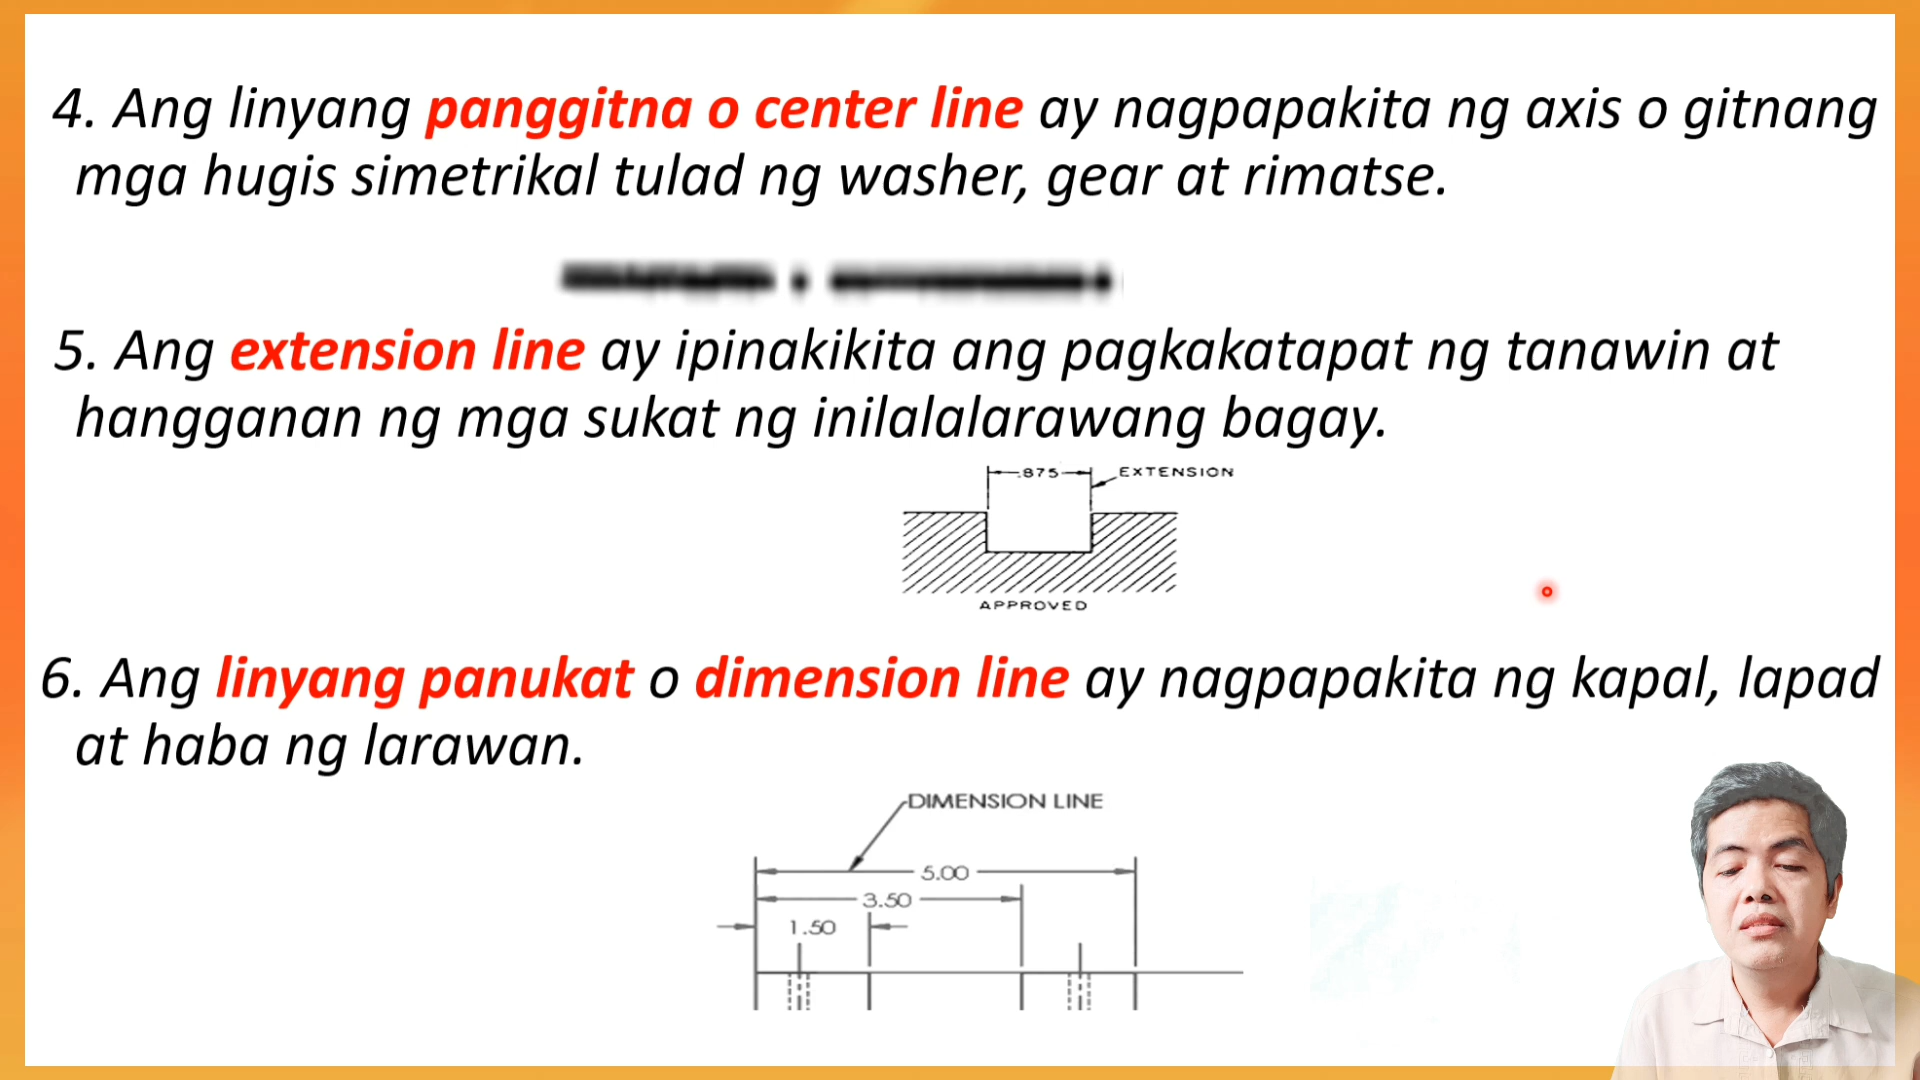 4. Ang linyang panggitna o center line ay nagpapakita ng axis o gitnang
mga hugis simetrikal tulad ng washer, gear at rimatse.
5. Ang extension line ay ipinakikita ang pagkakatapat ng tanawin at
hangganan ng mga sukat ng inilalalarawang bagay.
.875 EXTENSION
APPROVED
6. Ang linyang panukat o dimension line ay nagpapakita ng kapal, lapad
at haba ng larawan.
DIMENSION LINE
5.00
3.50
1.50